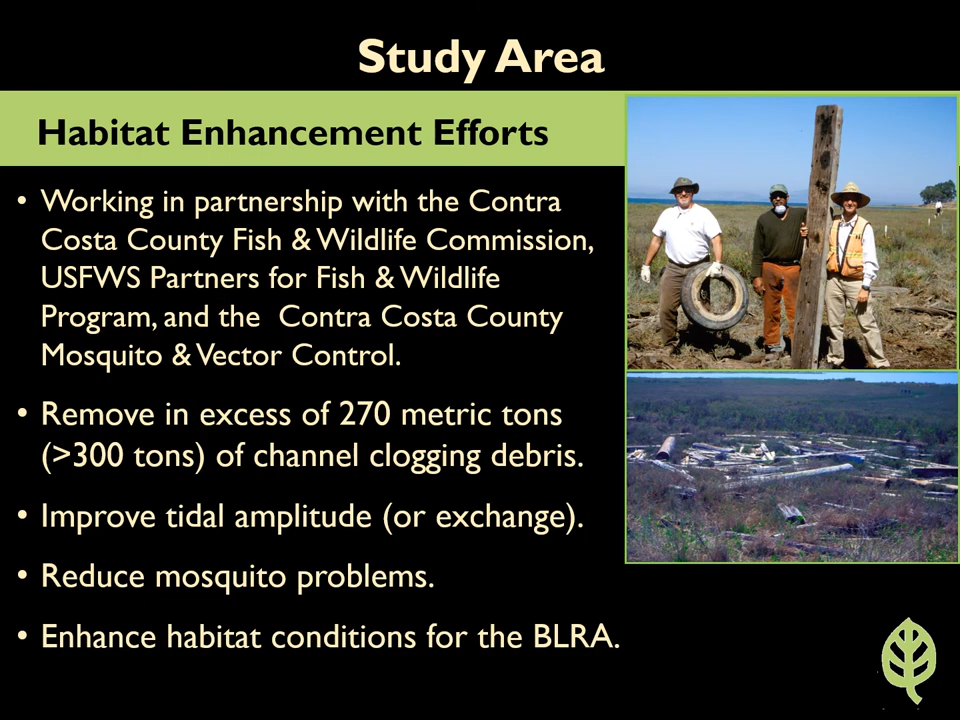 Study Area
Habitat Enhancement Efforts
• Working in partnership with the Contra
Costa County Fish & Wildlife Commission,
USFWS Partners for Fish & Wildlife
Program, and the  Contra Costa County
Mosquito & Vector Control.
• Remove in excess of 270 metric tons
(>300 tons) of channel clogging debris.
• Improve tidal amplitude (or exchange).
• Reduce mosquito problems.
• Enhance habitat conditions for the BLRA.